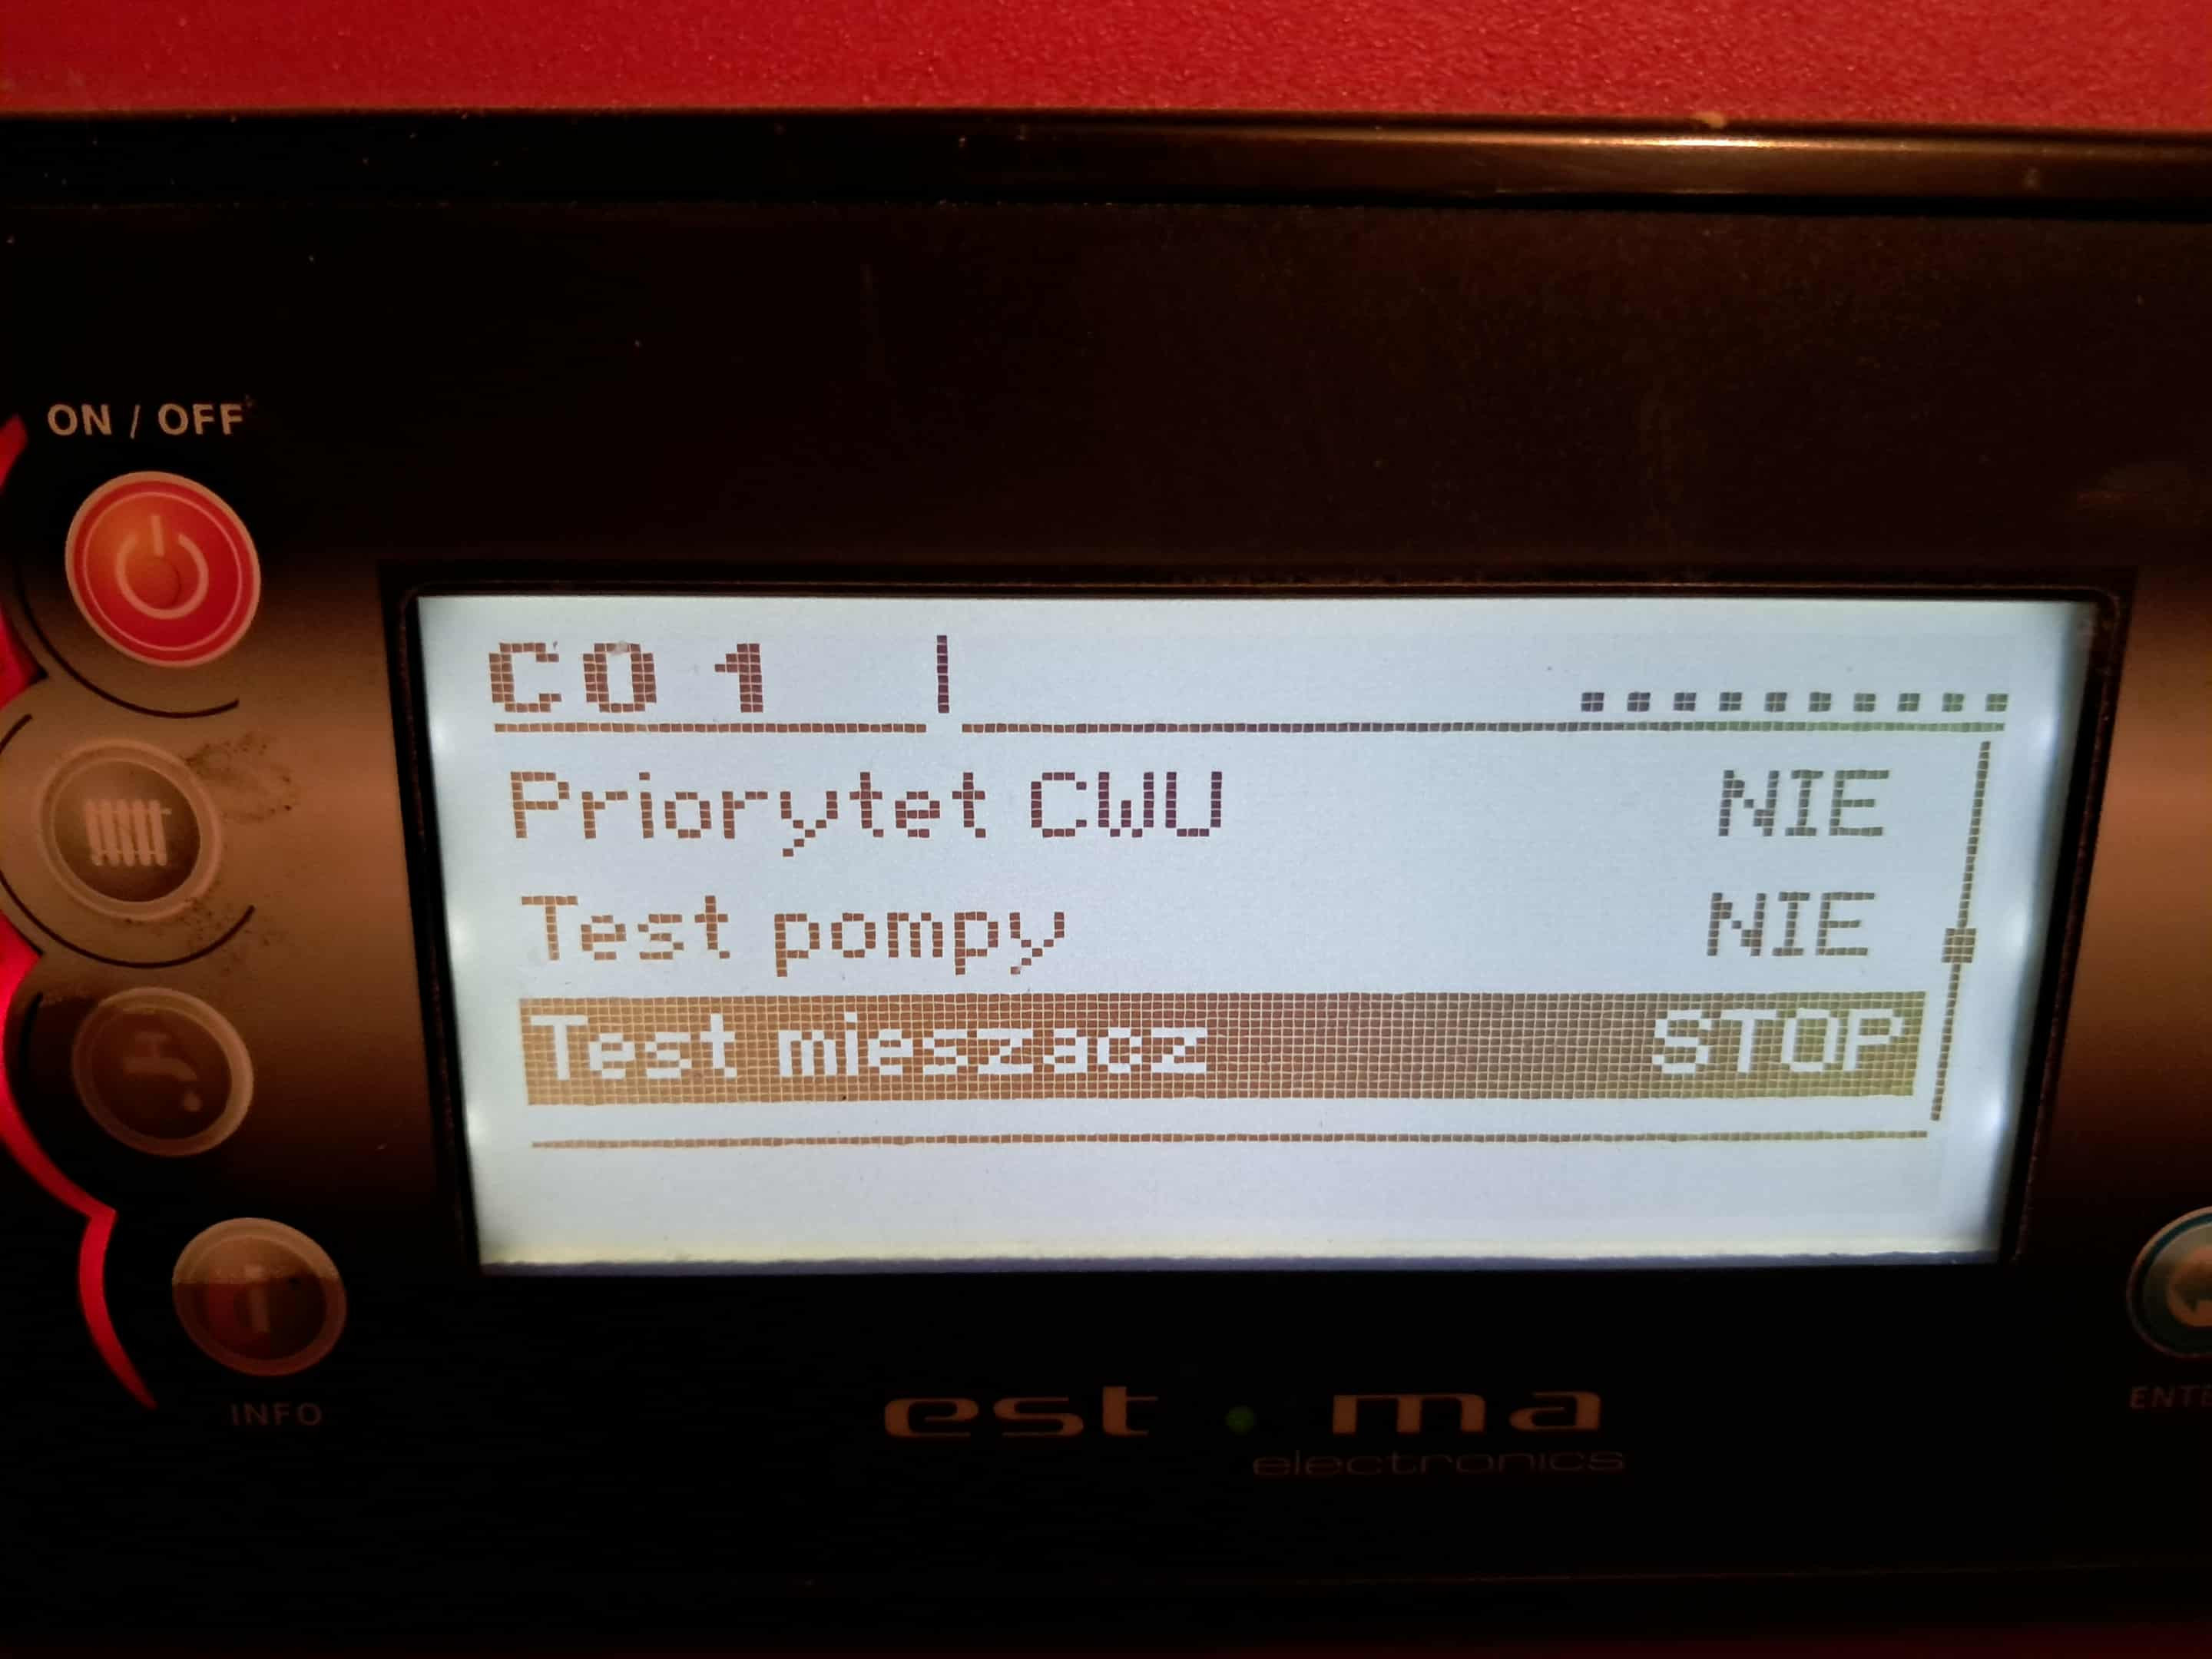 ON / OFF
CO 1
Priorytet CWU NIE
Test pompy NIE
Test mieszacz STOP
INFO
est ma
electronics